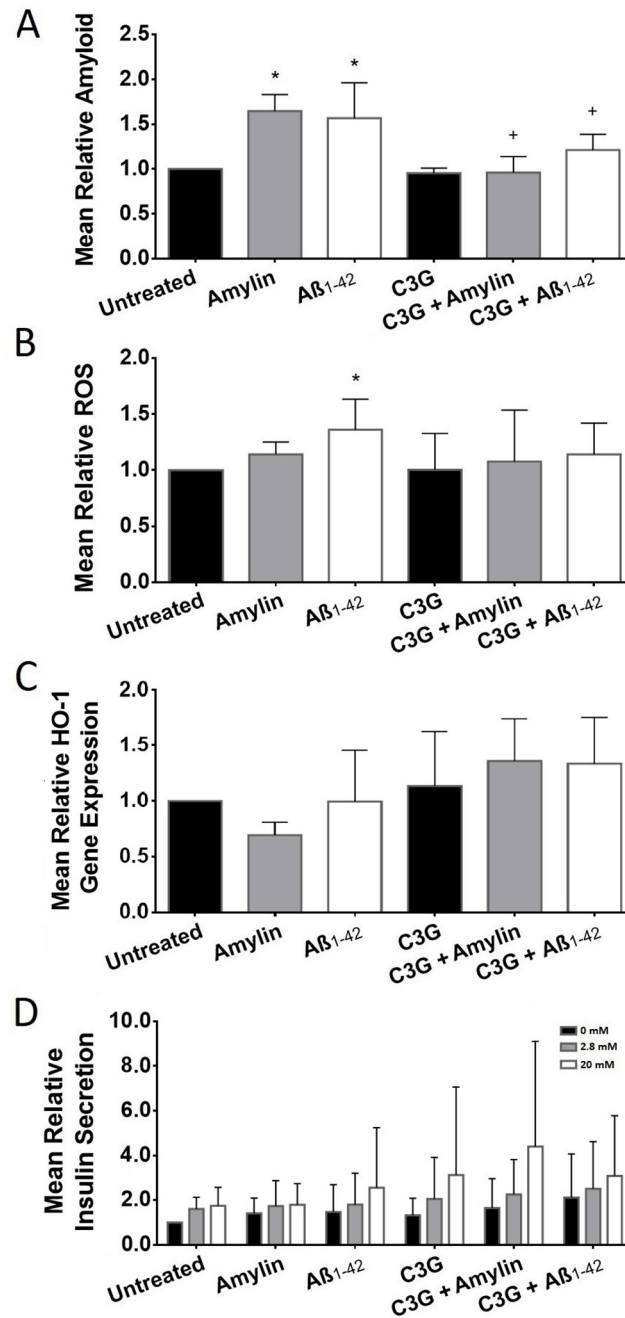 A
Mean Relative Amyloid
2.5
2.0
1.5
1.0
0.5
0.0
*
*
+
+
Untreated
Amylin
Aß1-42
C3G
C3G + Amylin
C3G + Aß1-42
B
Mean Relative ROS
2.0
1.5
1.0
0.5
0.0
*
Untreated
Amylin
Aß1-42
C3G
C3G + Amylin
C3G + Aß1-42
C
Mean Relative HO-1
Gene Expression
2.0
1.5
1.0
0.5
0.0
Untreated
Amylin
Aß1-42
C3G
C3G + Amylin
C3G + Aß1-42
D
Mean Relative
Insulin Secretion
10.0
8.0
6.0
4.0
2.0
0.0
0 mM
2.8 mM
20 mM
Untreated
Amylin
Aß1-42
C3G
C3G + Amylin
C3G + Aß1-42